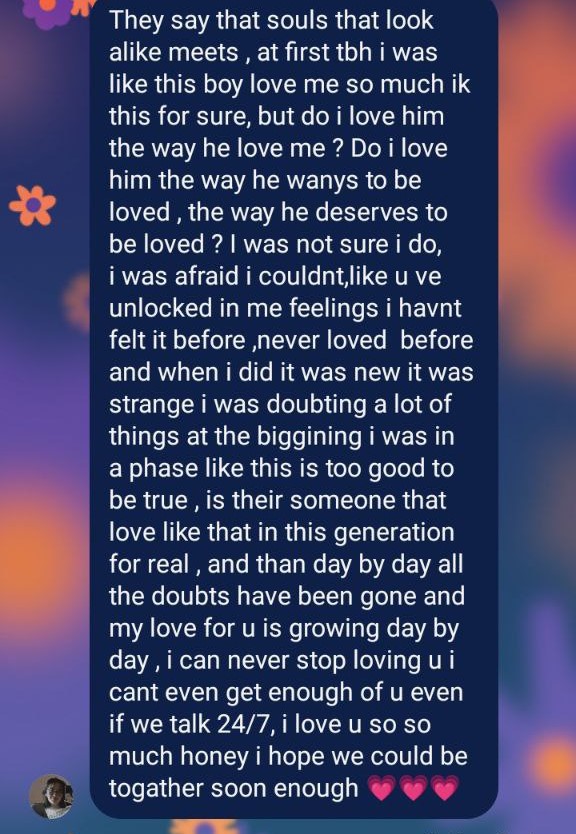 They say that souls that look
alike meets , at first tbh i was
like this boy love me so much ik
this for sure, but do i love him
the way he love me ? Do i love
him the way he wanys to be
loved , the way he deserves to
be loved ? I was not sure i do,
i was afraid i couldnt,like u ve
unlocked in me feelings i havnt
felt it before ,never loved  before
and when i did it was new it was
strange i was doubting a lot of
things at the biggining i was in
a phase like this is too good to
be true , is their someone that
love like that in this generation
for real , and than day by day all
the doubts have been gone and
my love for u is growing day by
day , i can never stop loving u i
cant even get enough of u even
if we talk 24/7, i love u so so
much honey i hope we could be
togather soon enough 💗💗💗